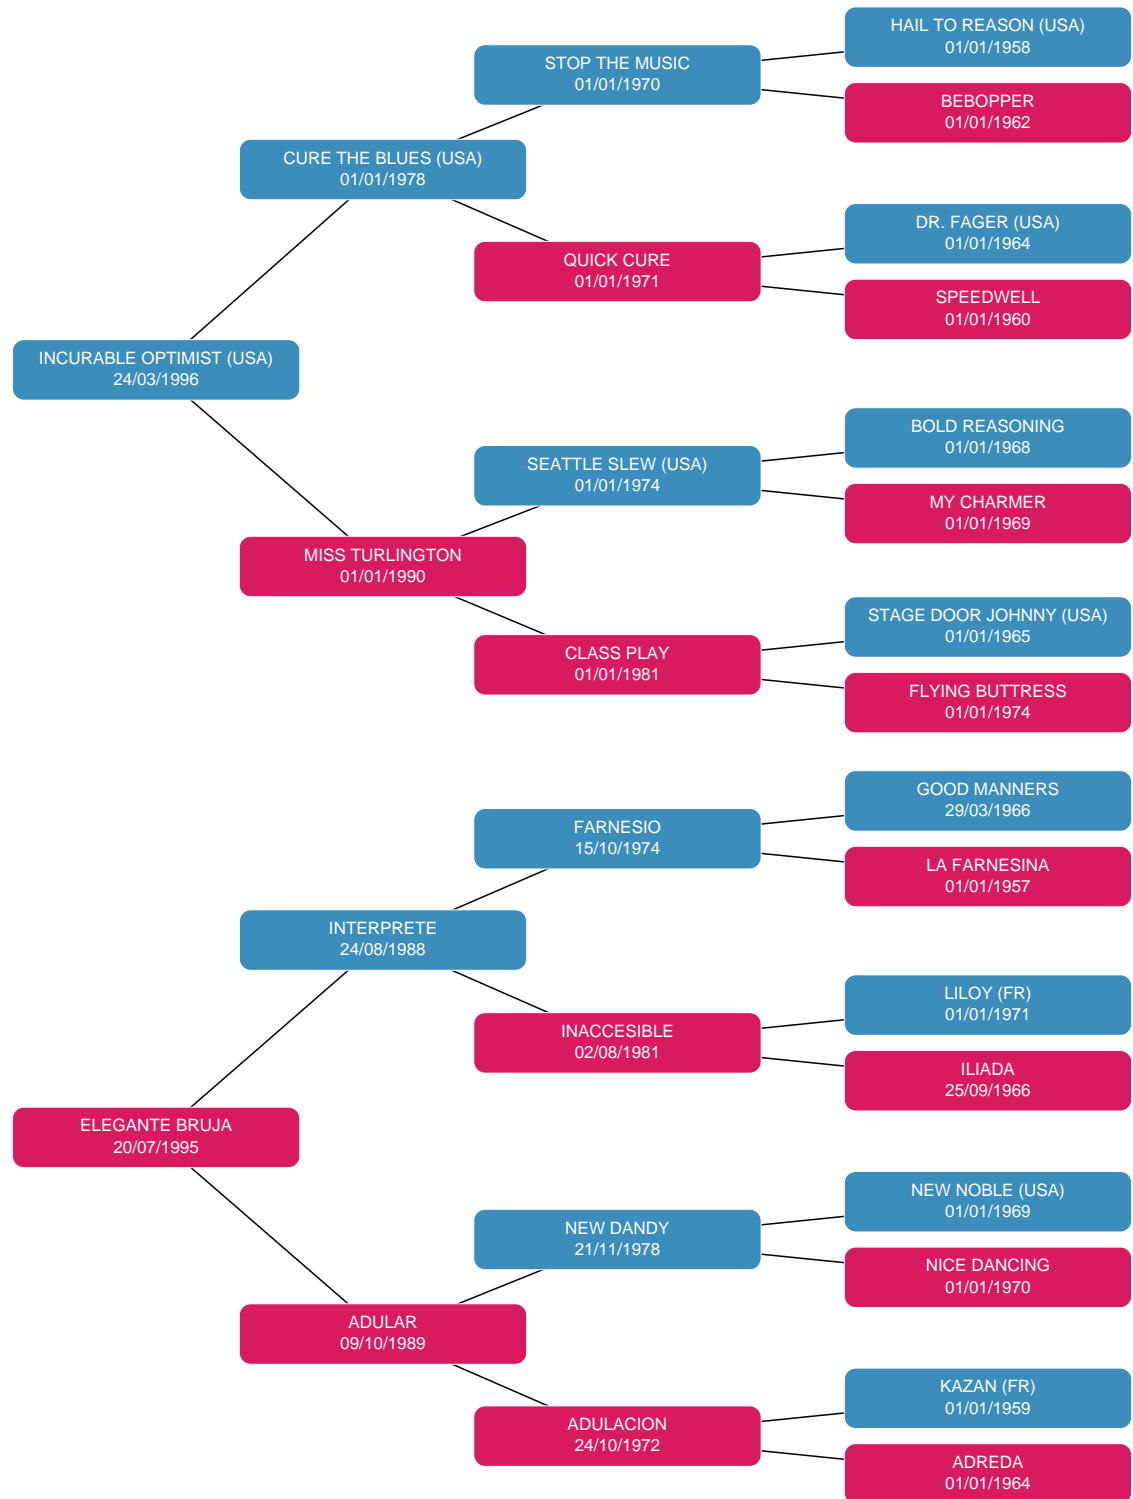 HAIL TO REASON (USA)
01/01/1958
STOP THE MUSIC
01/01/1970
BEBOPPER
01/01/1962
CURE THE BLUES (USA)
01/01/1978
DR. FAGER (USA)
01/01/1964
QUICK CURE
01/01/1971
SPEEDWELL
01/01/1960
INCURABLE OPTIMIST (USA)
24/03/1996
BOLD REASONING
01/01/1968
SEATTLE SLEW (USA)
01/01/1974
MY CHARMER
01/01/1969
MISS TURLINGTON
01/01/1990
STAGE DOOR JOHNNY (USA)
01/01/1965
CLASS PLAY
01/01/1981
FLYING BUTTRESS
01/01/1974
GOOD MANNERS
29/03/1966
FARNESIO
15/10/1974
LA FARNESINA
01/01/1957
INTERPRETE
24/08/1988
LILOY (FR)
01/01/1971
INACCESIBLE
02/08/1981
ILIADA
25/09/1966
ELEGANTE BRUJA
20/07/1995
NEW NOBLE (USA)
01/01/1969
NEW DANDY
21/11/1978
NICE DANCING
01/01/1970
ADULAR
09/10/1989
KAZAN (FR)
01/01/1959
ADULACION
24/10/1972
ADREDA
01/01/1964